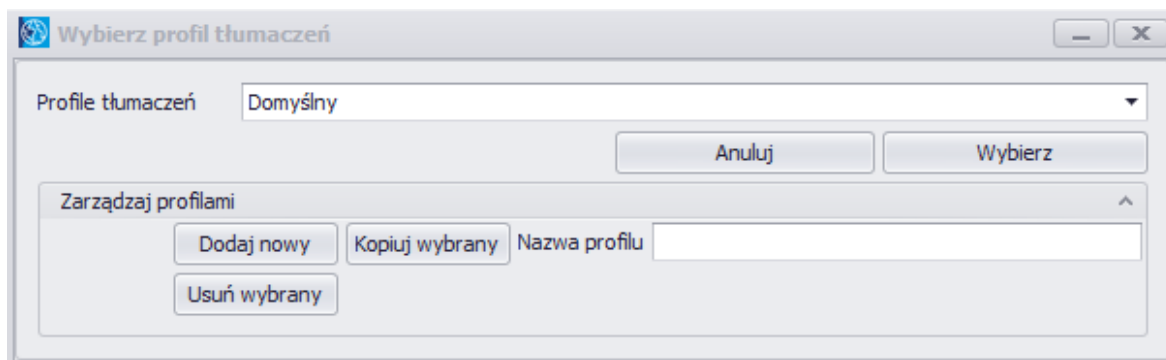 Wybierz profil tłumaczeń
Profile tłumaczeń Domyślny
Anuluj Wybierz
Zarządzaj profilami
Dodaj nowy Kopiuj wybrany Nazwa profilu
Usuń wybrany